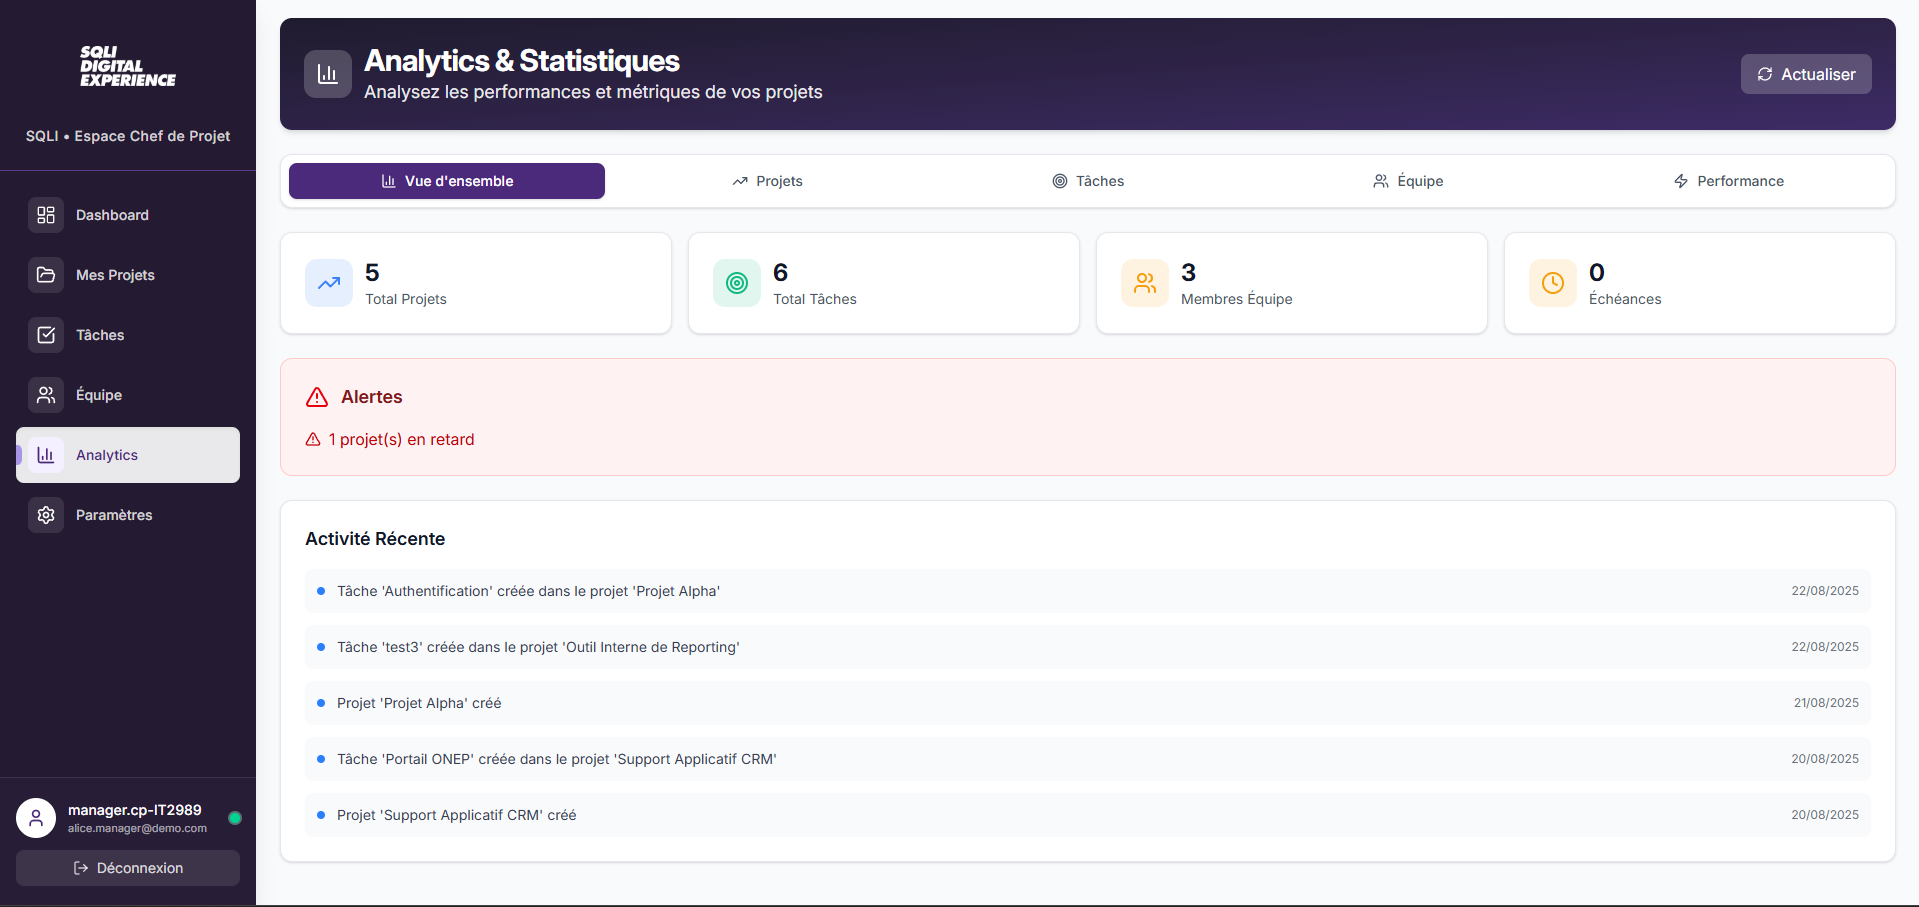 SQLI
DIGITAL
EXPERIENCE
SQLI • Espace Chef de Projet
Dashboard
Mes Projets
Tâches
Équipe
Analytics
Paramètres
manager.cp-IT2989
alice.manager@demo.com
Déconnexion
Analytics & Statistiques
Analysez les performances et métriques de vos projets
Actualiser
Vue d'ensemble
Projets
Tâches
Équipe
Performance
5
Total Projets
6
Total Tâches
3
Membres Équipe
0
Échéances
Alertes
1 projet(s) en retard
Activité Récente
Tâche 'Authentification' créée dans le projet 'Projet Alpha'
22/08/2025
Tâche 'test3' créée dans le projet 'Outil Interne de Reporting'
22/08/2025
Projet 'Projet Alpha' créé
21/08/2025
Tâche 'Portail ONEP' créée dans le projet 'Support Applicatif CRM'
20/08/2025
Projet 'Support Applicatif CRM' créé
20/08/2025